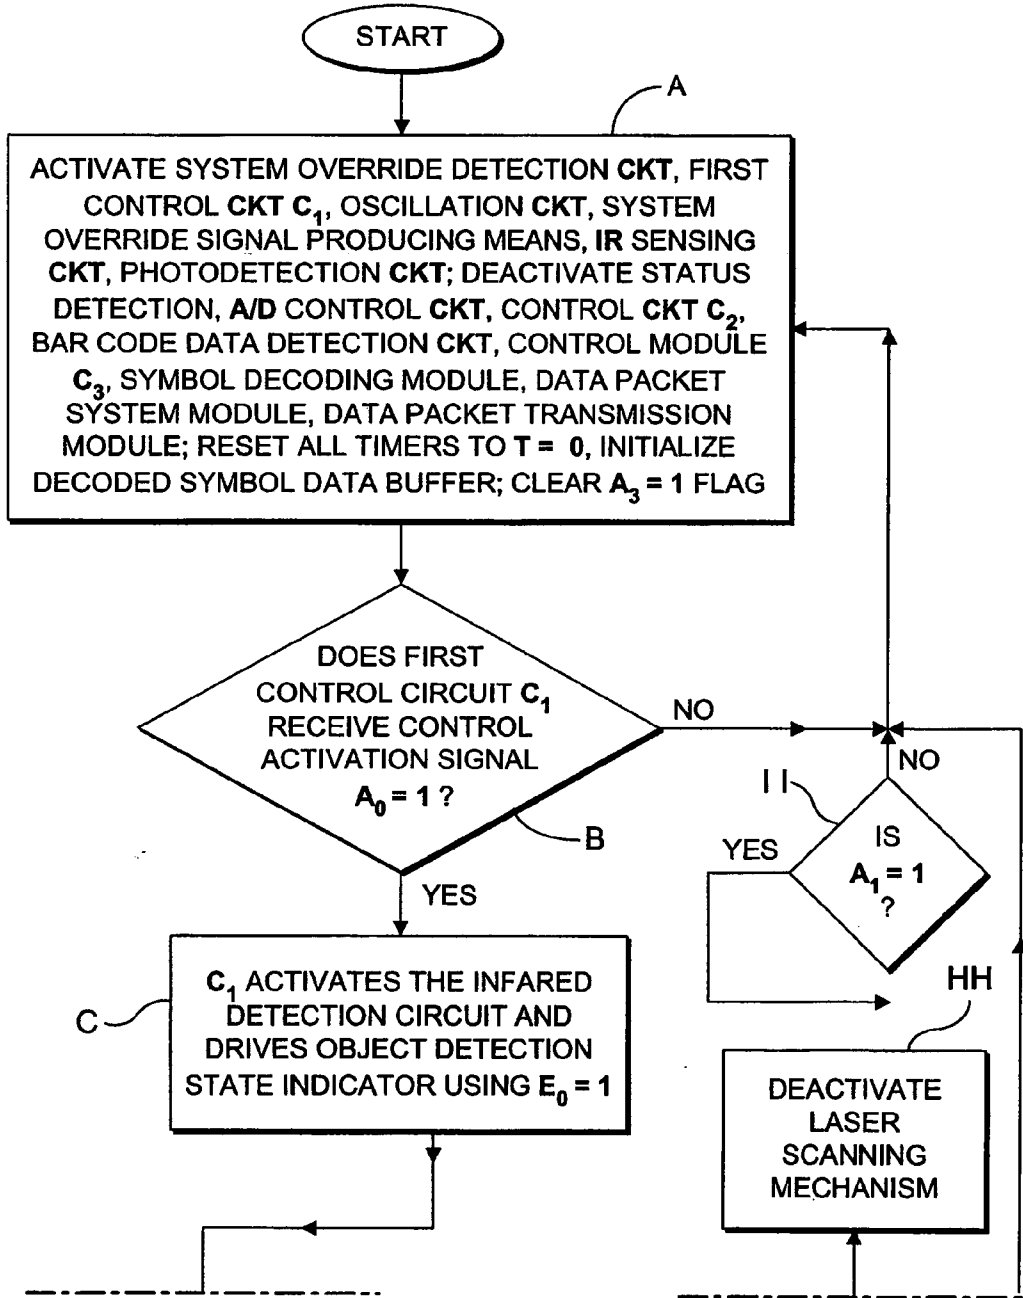 START
A
ACTIVATE SYSTEM OVERRIDE DETECTION CKT, FIRST
CONTROL CKT C1, OSCILLATION CKT, SYSTEM
OVERRIDE SIGNAL PRODUCING MEANS, IR SENSING
CKT, PHOTODETECTION CKT; DEACTIVATE STATUS
DETECTION, A/D CONTROL CKT, CONTROL CKT C2,
BAR CODE DATA DETECTION CKT, CONTROL MODULE
C3, SYMBOL DECODING MODULE, DATA PACKET
SYSTEM MODULE, DATA PACKET TRANSMISSION
MODULE; RESET ALL TIMERS TO T = 0, INITIALIZE
DECODED SYMBOL DATA BUFFER; CLEAR A3 = 1 FLAG
DOES FIRST
CONTROL CIRCUIT C1
RECEIVE CONTROL
ACTIVATION SIGNAL
A0 = 1 ?
NO
B
YES
C1 ACTIVATES THE INFARED
DETECTION CIRCUIT AND
DRIVES OBJECT DETECTION
STATE INDICATOR USING E0 = 1
C
NO
II
YES
IS
A1 = 1
?
HH
DEACTIVATE
LASER
SCANNING
MECHANISM